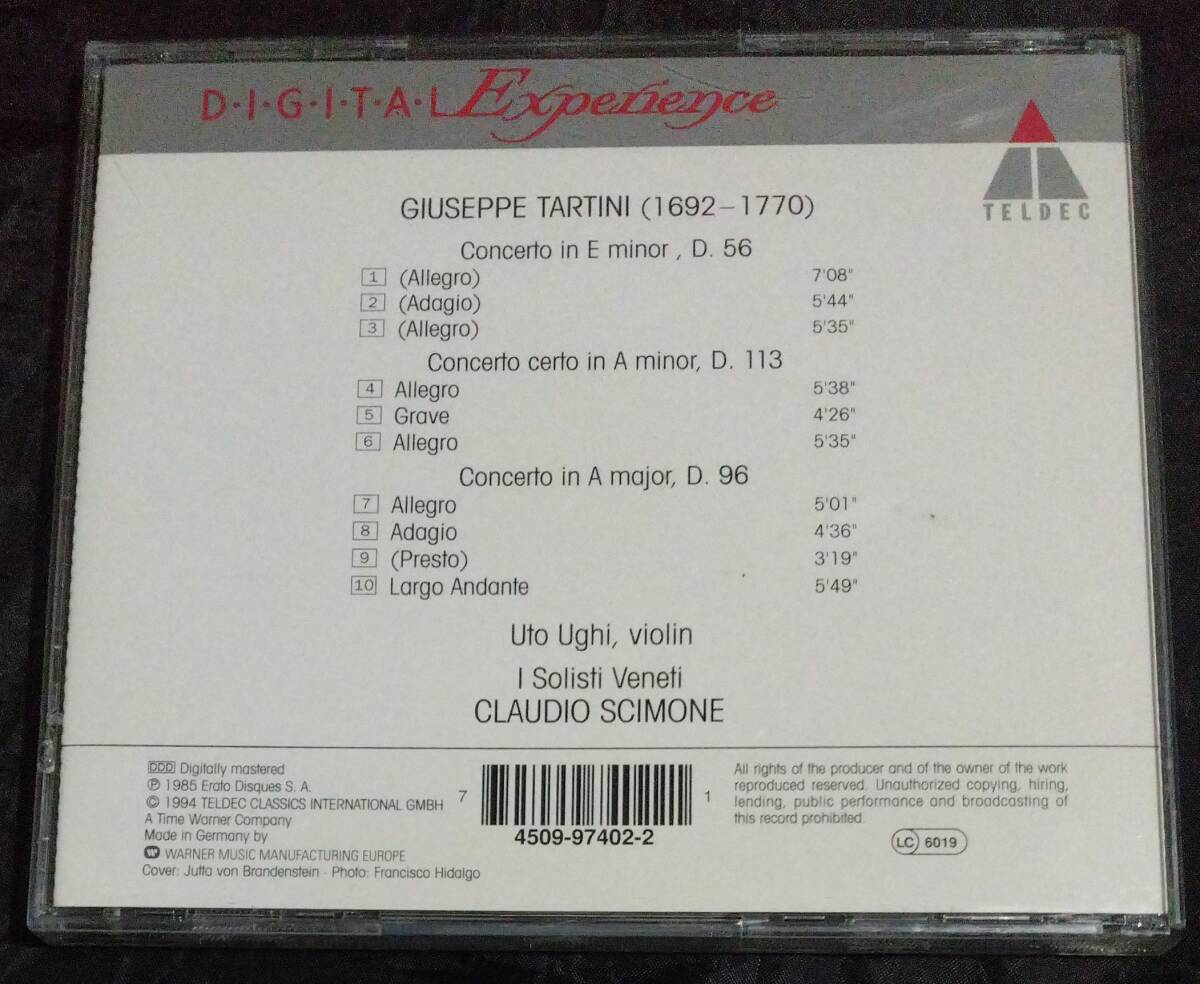 D·I·G·I·T·A·L Experience
TELDEC
GIUSEPPE TARTINI (1692–1770)
Concerto in E minor , D. 56
1 (Allegro) 7'08"
2 (Adagio) 5'44"
3 (Allegro) 5'35"
Concerto certo in A minor, D. 113
4 Allegro 5'38"
5 Grave 4'26"
6 Allegro 5'35"
Concerto in A major, D. 96
7 Allegro 5'01"
8 Adagio 4'36"
9 (Presto) 3'19"
10 Largo Andante 5'49"
Uto Ughi, violin
I Solisti Veneti
CLAUDIO SCIMONE
DDD Digitally mastered
℗ 1985 Erato Disques S. A.
© 1994 TELDEC CLASSICS INTERNATIONAL GMBH
A Time Warner Company
Made in Germany by
WARNER MUSIC MANUFACTURING EUROPE
Cover: Jutta von Brandenstein · Photo: Francisco Hidalgo
7 1
4509-97402-2
All rights of the producer and of the owner of the work
reproduced reserved. Unauthorized copying, hiring,
lending, public performance and broadcasting of
this record prohibited.
LC 6019